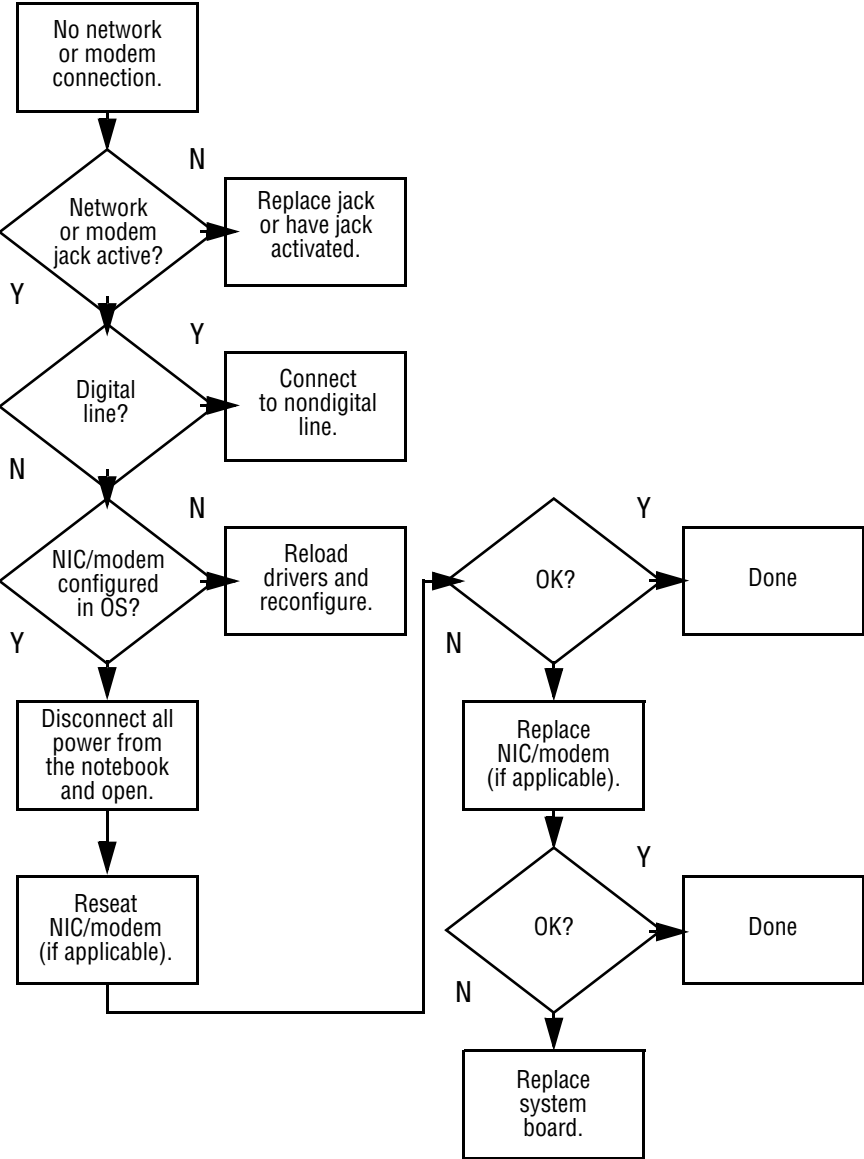 No network
or modem
connection.
N
Network
or modem
jack active?
Replace jack
or have jack
activated.
Y
Y
Digital
line?
Connect
to nondigital
line.
N
N
NIC/modem
configured
in OS?
Reload
drivers and
reconfigure.
Y
Disconnect all
power from
the notebook
and open.
Reseat
NIC/modem
(if applicable).
Y
OK?
Done
N
Replace
NIC/modem
(if applicable).
Y
OK?
Done
N
Replace
system
board.